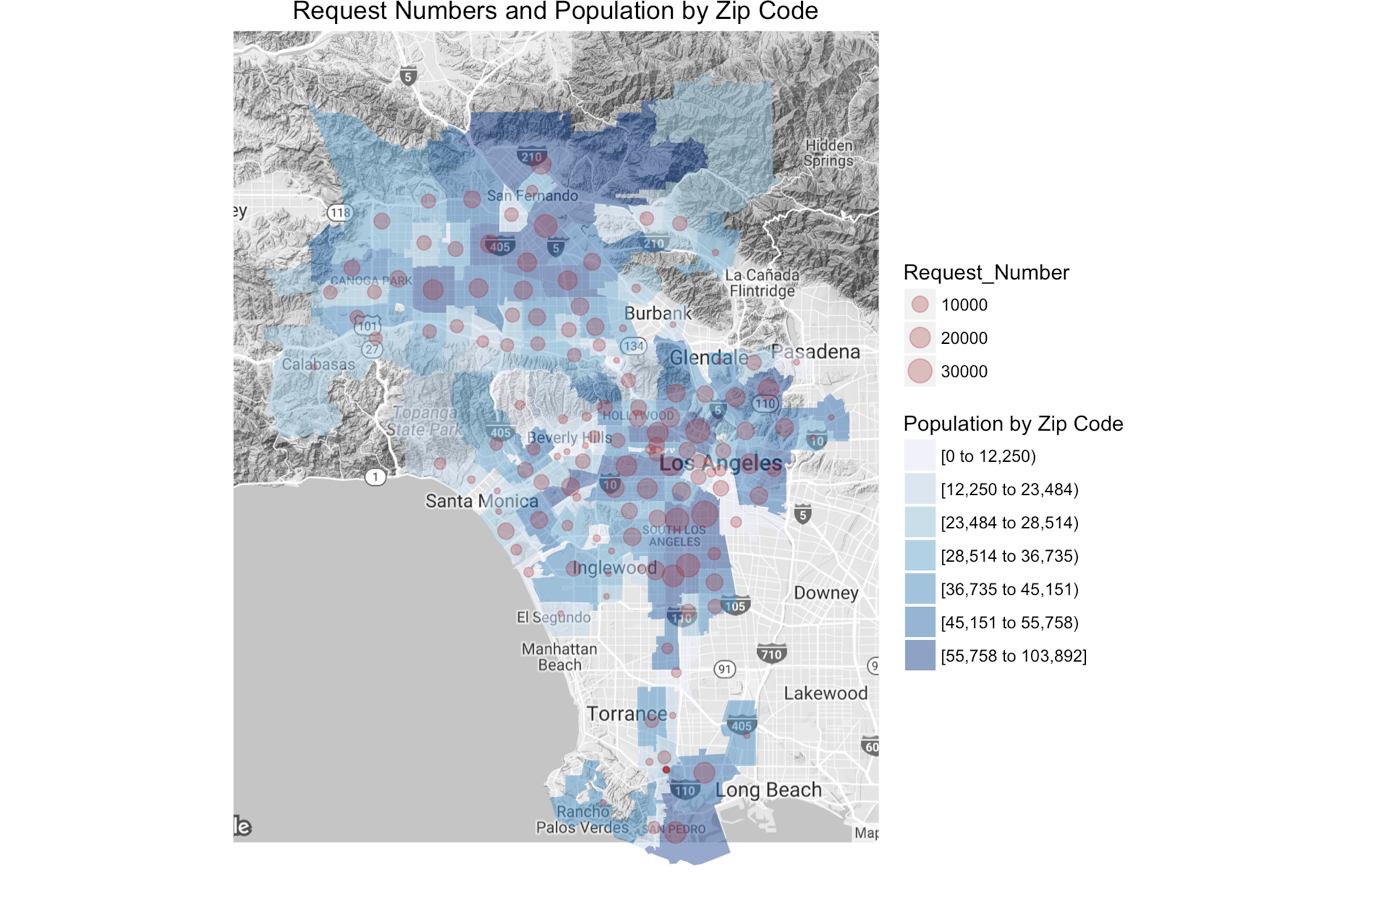 Request Numbers and Population by Zip Code
5
Hidden
Springs
210
San Fernando
118
ey
405
5
210
CANOGA PARK
La Cañada
Flintridge
Burbank
101
134
27
Glendale
Pasadena
Calabasas
110
Topanga
State Park
HOLLYWOOD
5
405
Beverly Hills
10
Los Angeles
1
10
Santa Monica
5
SOUTH LOS
ANGELES
Inglewood
Downey
105
El Segundo
110
Manhattan
Beach
710
91
9
Lakewood
Torrance
405
60
110
Long Beach
Rancho
Palos Verdes
SAN PEDRO
le
Map
Request_Number
10000
20000
30000
Population by Zip Code
[0 to 12,250)
[12,250 to 23,484)
[23,484 to 28,514)
[28,514 to 36,735)
[36,735 to 45,151)
[45,151 to 55,758)
[55,758 to 103,892]